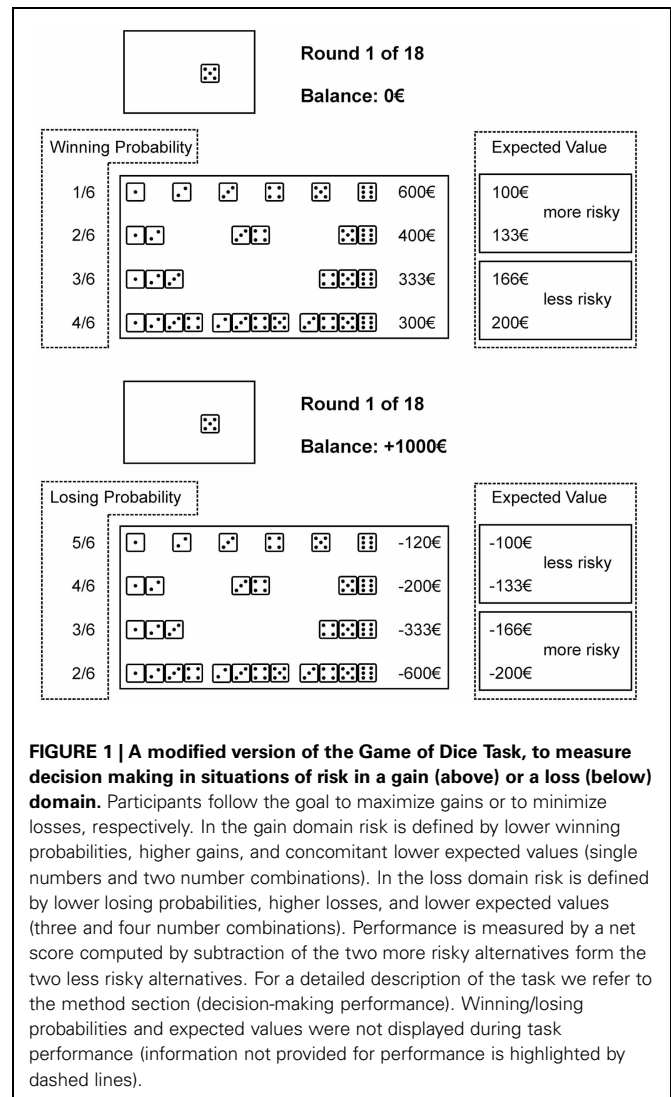 Round 1 of 18
Balance: 0€
Winning Probability
Expected Value
1/6 600€ 100€
more risky
2/6 400€ 133€
3/6 333€ 166€
less risky
4/6 300€ 200€
Round 1 of 18
Balance: +1000€
Losing Probability
Expected Value
5/6 -120€ -100€
less risky
4/6 -200€ -133€
3/6 -333€ -166€
more risky
2/6 -600€ -200€
FIGURE 1 | A modified version of the Game of Dice Task, to measure
decision making in situations of risk in a gain (above) or a loss (below)
domain. Participants follow the goal to maximize gains or to minimize
losses, respectively. In the gain domain risk is defined by lower winning
probabilities, higher gains, and concomitant lower expected values (single
numbers and two number combinations). In the loss domain risk is defined
by lower losing probabilities, higher losses, and lower expected values
(three and four number combinations). Performance is measured by a net
score computed by subtraction of the two more risky alternatives form the
two less risky alternatives. For a detailed description of the task we refer to
the method section (decision-making performance). Winning/losing
probabilities and expected values were not displayed during task
performance (information not provided for performance is highlighted by
dashed lines).